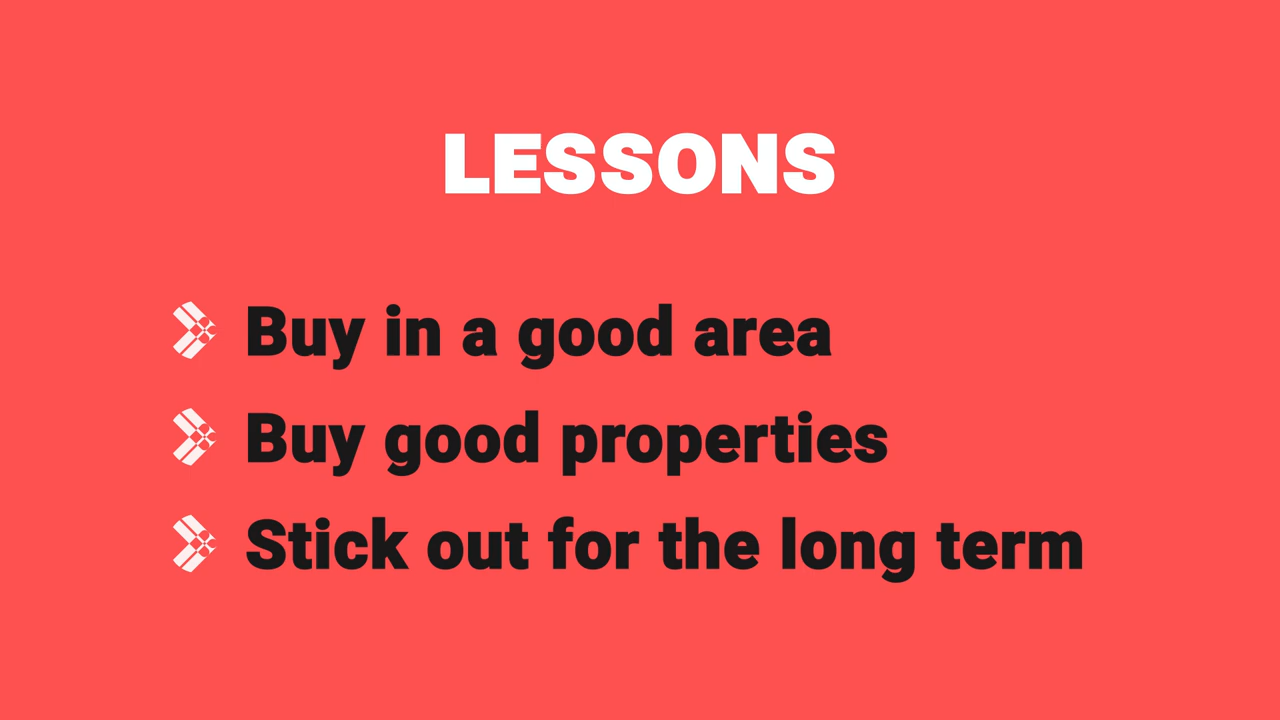 LESSONS
Buy in a good area
Buy good properties
Stick out for the long term